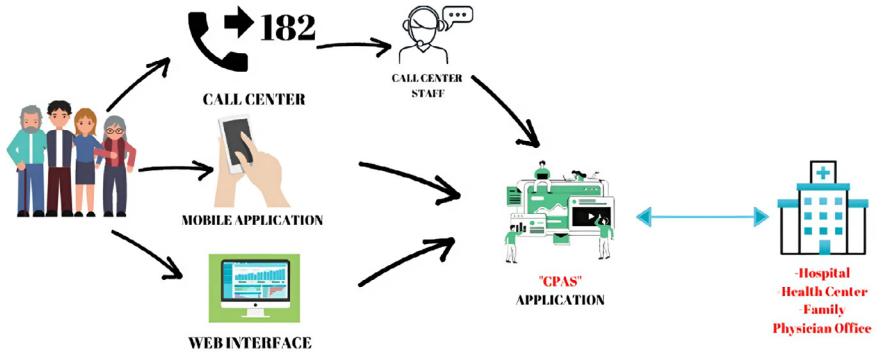 182
CALL CENTER
CALL CENTER
STAFF
MOBILE APPLICATION
WEB INTERFACE
"CPAS"
APPLICATION
-Hospital
-Health Center
-Family
Physician Office